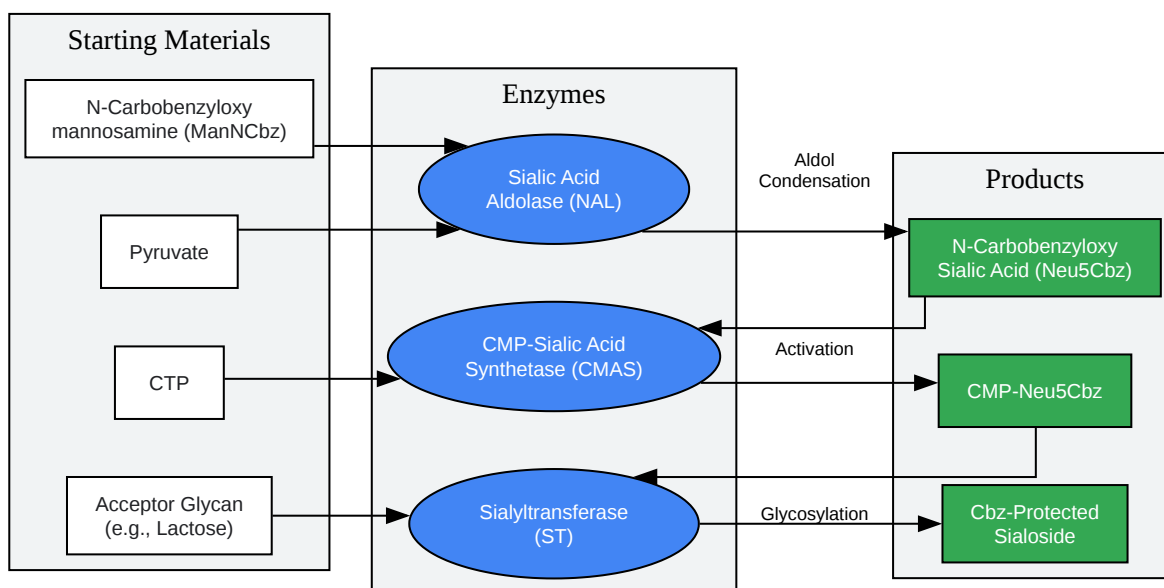 Starting Materials
N-Carbobenzyloxy
mannosamine (ManNCbz)
Pyruvate
CTP
Acceptor Glycan
(e.g., Lactose)
Enzymes
Sialic Acid
Aldolase (NAL)
CMP-Sialic Acid
Synthetase (CMAS)
Sialyltransferase
(ST)
Aldol
Condensation
Activation
Glycosylation
Products
N-Carbobenzyloxy
Sialic Acid (Neu5Cbz)
CMP-Neu5Cbz
Cbz-Protected
Sialoside